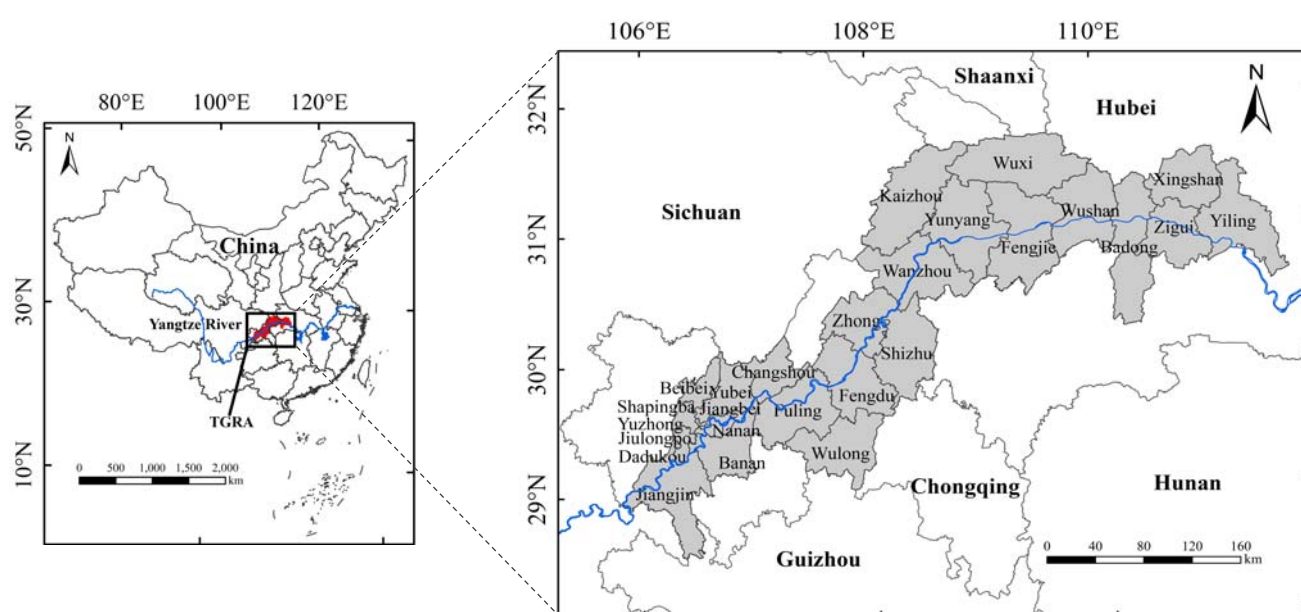 80°E 100°E 120°E
50°N
30°N
10°N
N
China
Yangtze River
TGRA
0 500 1,000 1,500 2,000
km
106°E 108°E 110°E
32°N
31°N
30°N
29°N
N
Shaanxi
Hubei
Sichuan
Wuxi
Xingshan
Kaizhou
Yunyang
Wushan
Zigui
Yiling
Fengjie
Badong
Wanzhou
Zhong
Shizhu
Changshou
Beibei
Yubei
Fengdu
Shapingba
Jiangbei
Fuling
Yuzhong
Nanan
Jiulongpo
Dadukou
Banan
Wulong
Jiangjin
Chongqing
Hunan
Guizhou
0 40 80 120 160
km